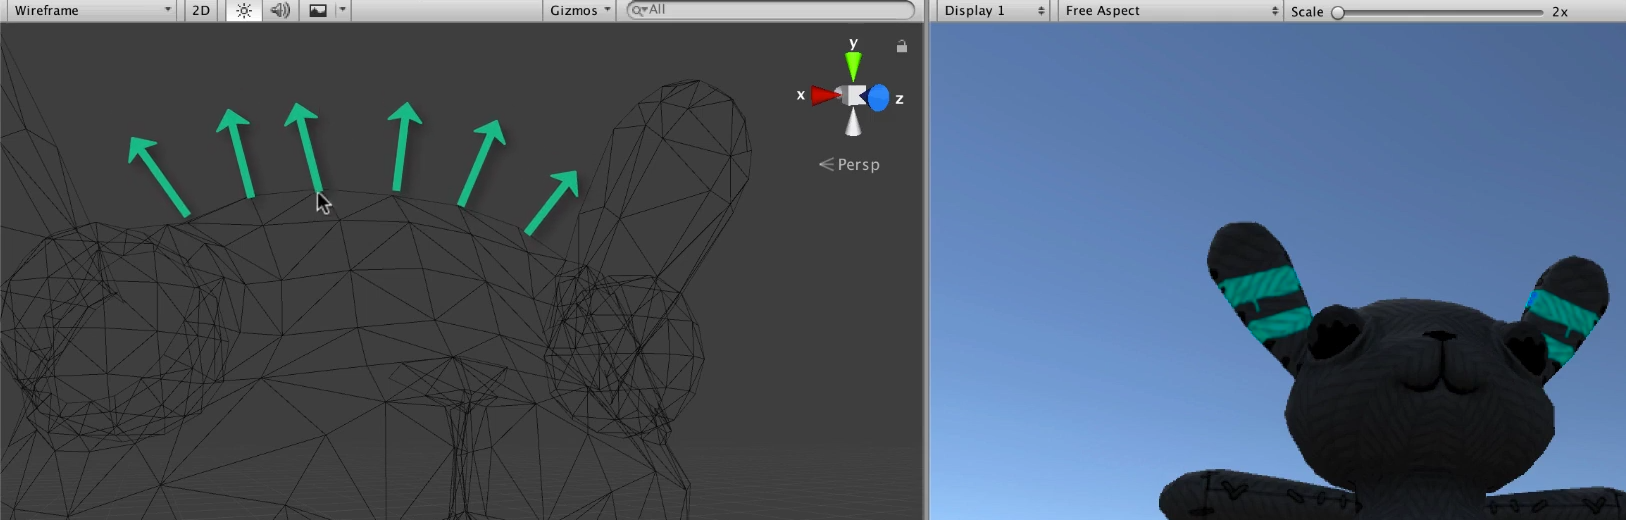 Wireframe 2D Gizmos All
Display 1 Free Aspect Scale 2x
y
x
z
Persp